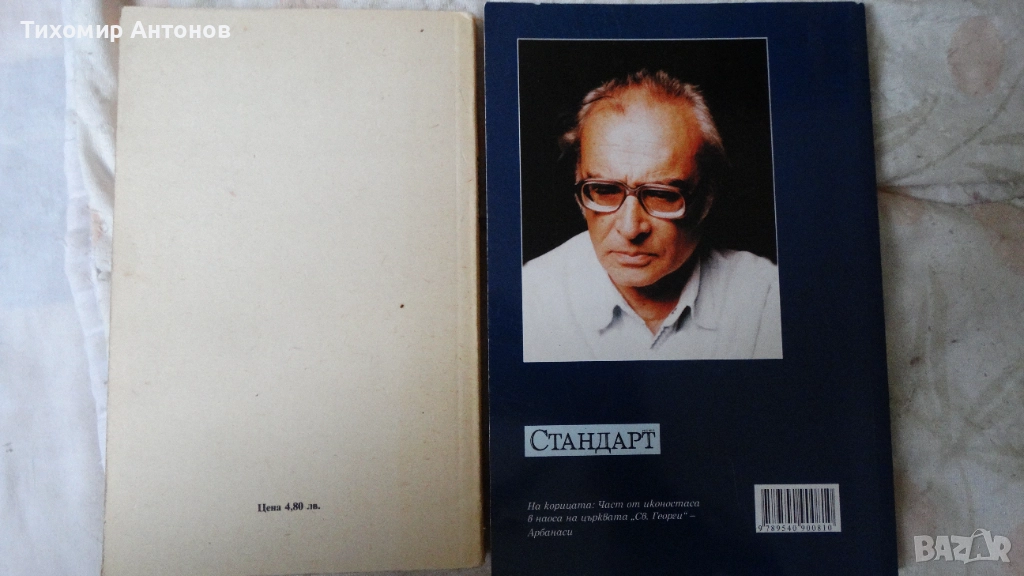 Тихомир Антонов
Цена 4,80 лв.
СТАНДАРТ
На корицата: Част от иконостаса
в наоса на църквата „Св. Георги“ –
Арбанаси
9 789540 900810
BAZAR